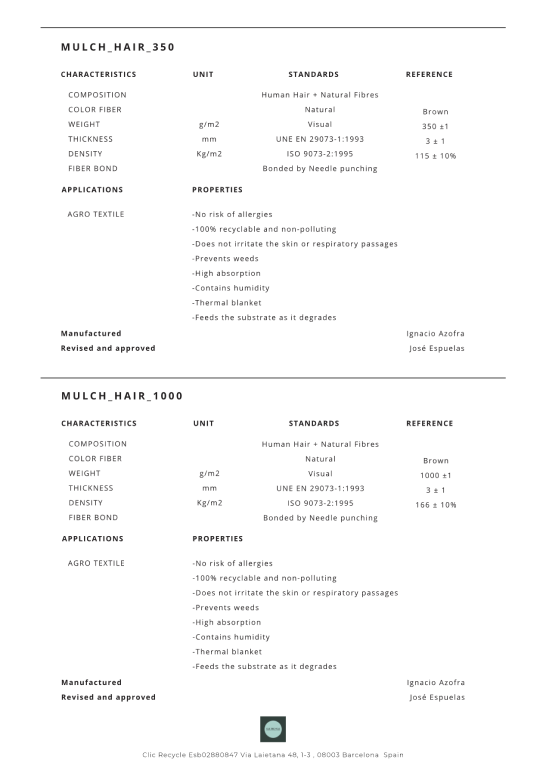 MULCH_HAIR_350
CHARACTERISTICS UNIT STANDARDS REFERENCE
COMPOSITION Human Hair + Natural Fibres
COLOR FIBER Natural Brown
WEIGHT g/m2 Visual 350 ±1
THICKNESS mm UNE EN 29073-1:1993 3 ± 1
DENSITY Kg/m2 ISO 9073-2:1995 115 ± 10%
FIBER BOND Bonded by Needle punching
APPLICATIONS PROPERTIES
AGRO TEXTILE -No risk of allergies
-100% recyclable and non-polluting
-Does not irritate the skin or respiratory passages
-Prevents weeds
-High absorption
-Contains humidity
-Thermal blanket
-Feeds the substrate as it degrades
Manufactured Ignacio Azofra
Revised and approved José Espuelas
MULCH_HAIR_1000
CHARACTERISTICS UNIT STANDARDS REFERENCE
COMPOSITION Human Hair + Natural Fibres
COLOR FIBER Natural Brown
WEIGHT g/m2 Visual 1000 ±1
THICKNESS mm UNE EN 29073-1:1993 3 ± 1
DENSITY Kg/m2 ISO 9073-2:1995 166 ± 10%
FIBER BOND Bonded by Needle punching
APPLICATIONS PROPERTIES
AGRO TEXTILE -No risk of allergies
-100% recyclable and non-polluting
-Does not irritate the skin or respiratory passages
-Prevents weeds
-High absorption
-Contains humidity
-Thermal blanket
-Feeds the substrate as it degrades
Manufactured Ignacio Azofra
Revised and approved José Espuelas
Clic Recycle Esb02880847 Via Laietana 48, 1-3 , 08003 Barcelona Spain